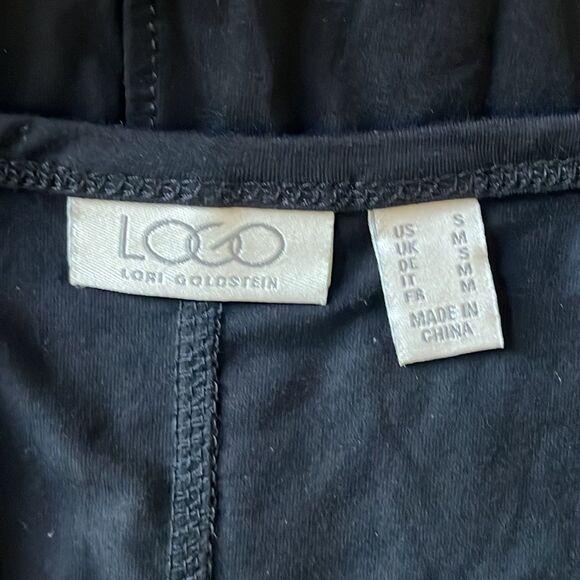 LOGO
LORI GOLDSTEIN
US S
UK M
DE S
IT M
FR M
MADE IN
CHINA